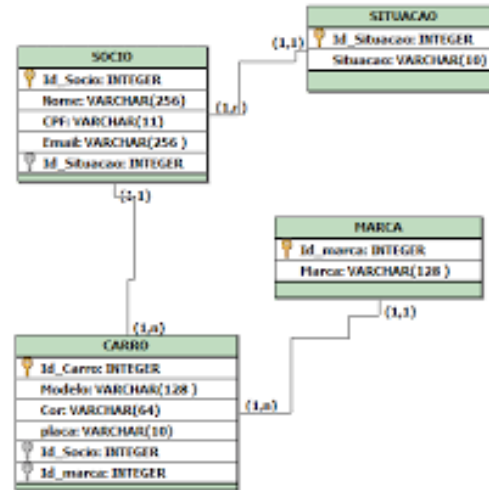 SITUACAO
Id_Situacao: INTEGER
Situacao: VARCHAR(10)
(1,1)
SOCIO
Id_Socio: INTEGER
Nome: VARCHAR(256)
CPF: VARCHAR(11)
Email: VARCHAR(256 )
Id_Situacao: INTEGER
(1,n)
(1,1)
MARCA
Id_marca: INTEGER
Marca: VARCHAR(128 )
(1,1)
(1,n)
CARRO
Id_Carro: INTEGER
Modelo: VARCHAR(128 )
Cor: VARCHAR(64)
placa: VARCHAR(10)
Id_Socio: INTEGER
Id_marca: INTEGER
(1,n)